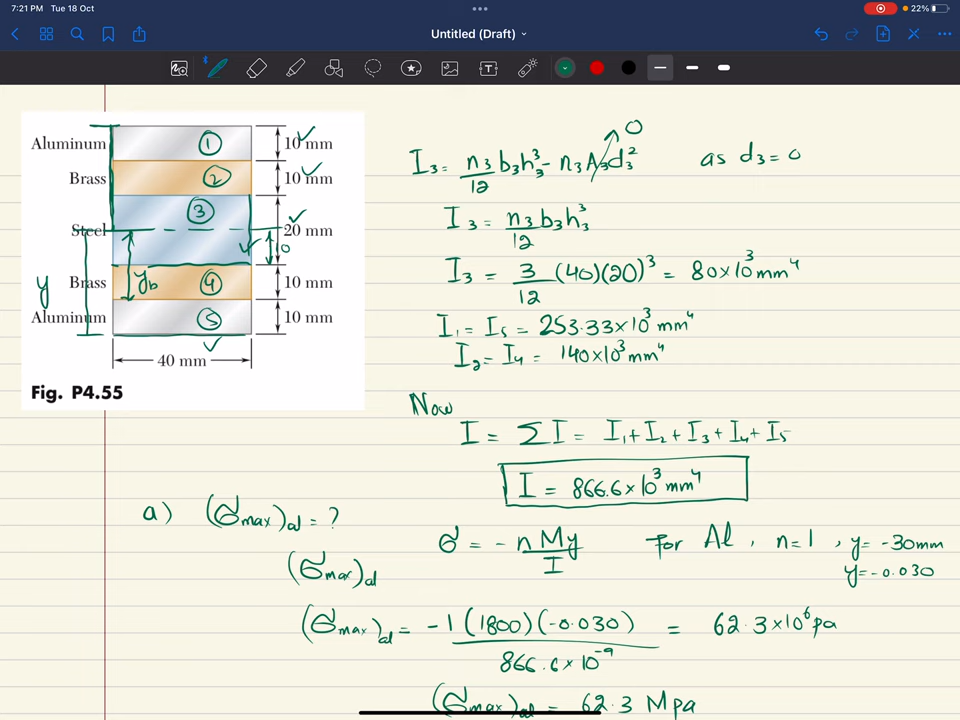 7:21 PM Tue 18 Oct
22%
Untitled (Draft)
Aluminum
① 10 mm
Brass
② 10 mm
Steel
③ 20 mm
10
y
y_b
Brass
④ 10 mm
Aluminum
⑤ 10 mm
40 mm
Fig. P4.55
I₃ = n₃/12 b₃h₃³ - n₃A₃d₃² 0 as d₃ = 0
I₃ = n₃/12 b₃h₃³
I₃ = 3/12 (40)(20)³ = 80×10³ mm⁴
I₁ = I₅ = 253.33×10³ mm⁴
I₂ = I₄ = 140×10³ mm⁴
Now
I = ΣI = I₁ + I₂ + I₃ + I₄ + I₅
I = 866.6×10³ mm⁴
a) (σmax)al = ?
σ = -nMy/I for Al, n=1, y = -30mm
y = -0.030
(σmax)al
(σmax)al = -1(1800)(-0.030)/866.6×10⁻⁹ = 62.3×10⁶ pa
(σmax)al = 62.3 Mpa